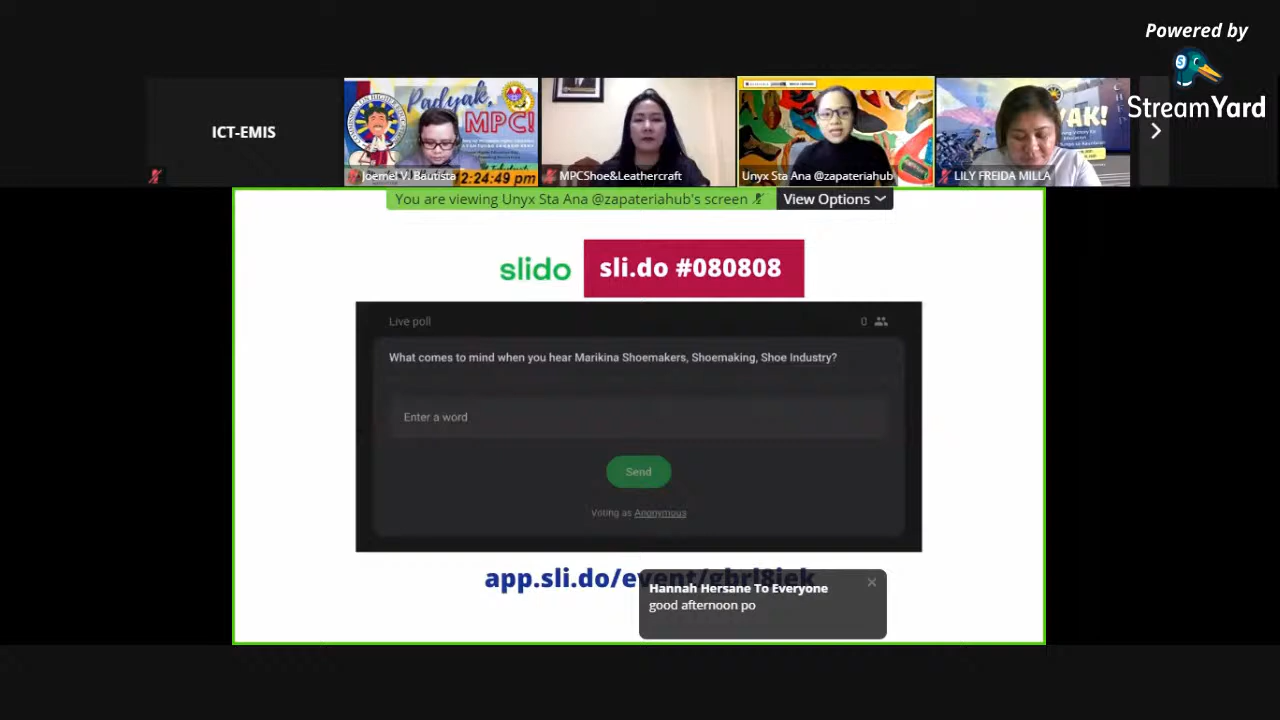 Powered by
StreamYard
ICT-EMIS
Padyak,
MPC!
2:24:49 pm
Joemel V. Bautista
MPCShoe&Leathercraft
Unyx Sta Ana @zapateriahub
YAK!
LILY FREIDA MILLA
You are viewing Unyx Sta Ana @zapateriahub's screen
View Options
slido
sli.do #080808
Live poll
0
What comes to mind when you hear Marikina Shoemakers, Shoemaking, Shoe Industry?
Enter a word
Send
Voting as Anonymous
app.sli.do/event/gbrl8iek
Hannah Hersane To Everyone
good afternoon po